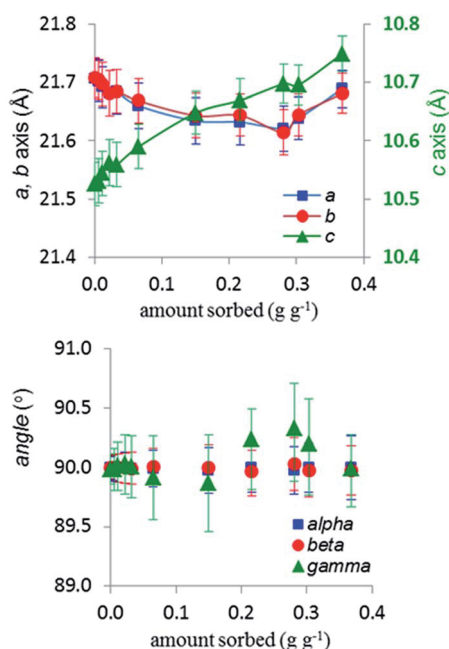 21.8
21.7
21.6
21.5
21.4
a, b axis (Å)
10.8
10.7
10.6
10.5
10.4
c axis (Å)
a
b
c
0.0 0.1 0.2 0.3 0.4
amount sorbed (g g⁻¹)
91.0
90.5
90.0
89.5
89.0
angle (°)
alpha
beta
gamma
0.0 0.1 0.2 0.3 0.4
amount sorbed (g g⁻¹)